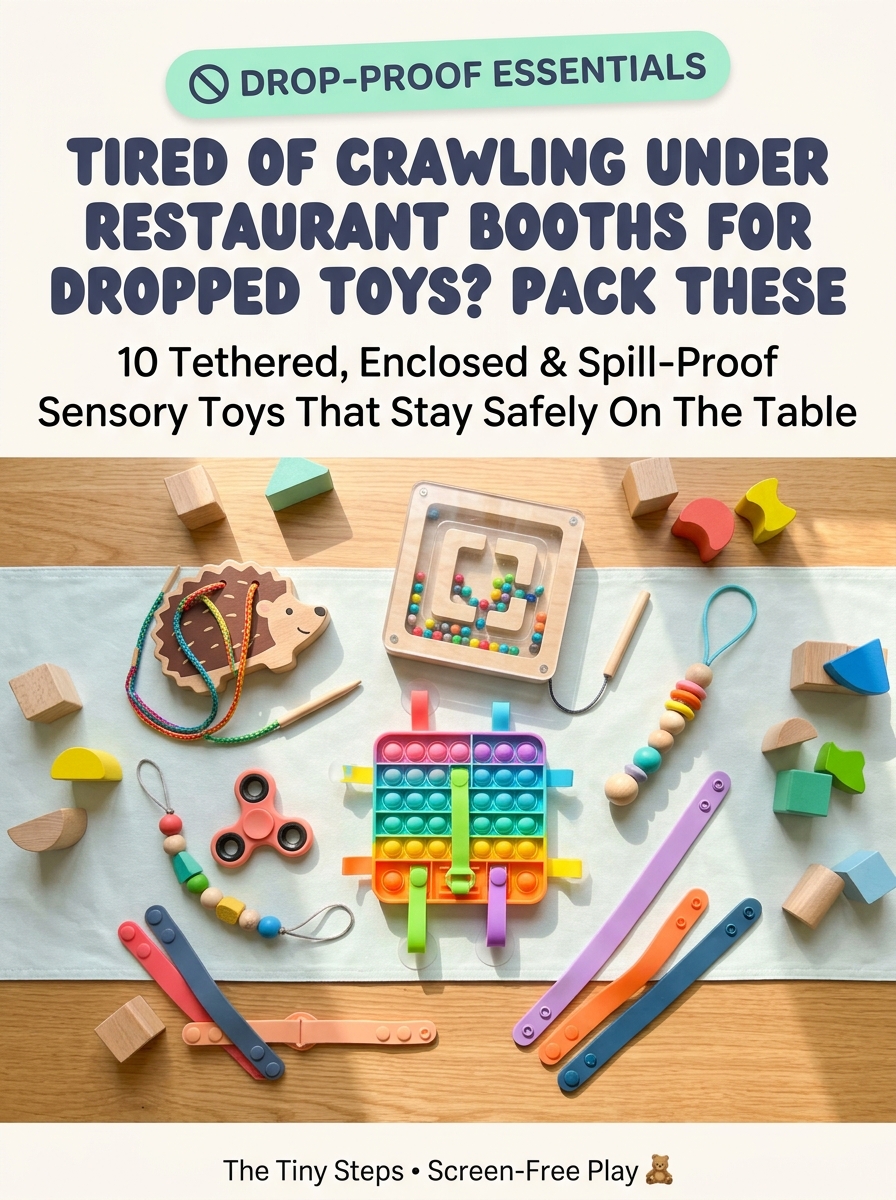 DROP-PROOF ESSENTIALS
TIRED OF CRAWLING UNDER
RESTAURANT BOOTHS FOR
DROPPED TOYS? PACK THESE
10 Tethered, Enclosed & Spill-Proof
Sensory Toys That Stay Safely On The Table
The Tiny Steps • Screen-Free Play 🧸